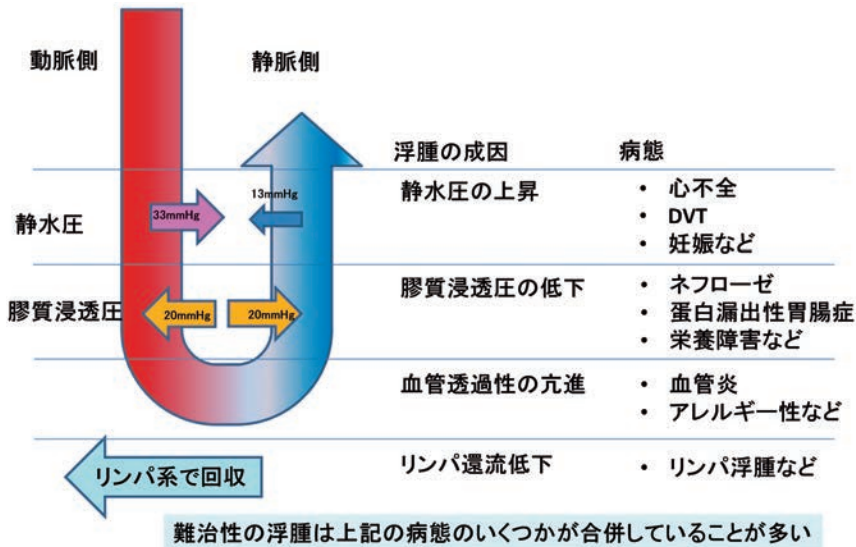 動脈側 静脈側
浮腫の成因 病態
静水圧
33mmHg 13mmHg
静水圧の上昇
・ 心不全
・ DVT
・ 妊娠など
膠質浸透圧
20mmHg 20mmHg
膠質浸透圧の低下
・ ネフローゼ
・ 蛋白漏出性胃腸症
・ 栄養障害など
血管透過性の亢進
・ 血管炎
・ アレルギー性など
リンパ系で回収
リンパ還流低下
・ リンパ浮腫など
難治性の浮腫は上記の病態のいくつかが合併していることが多い